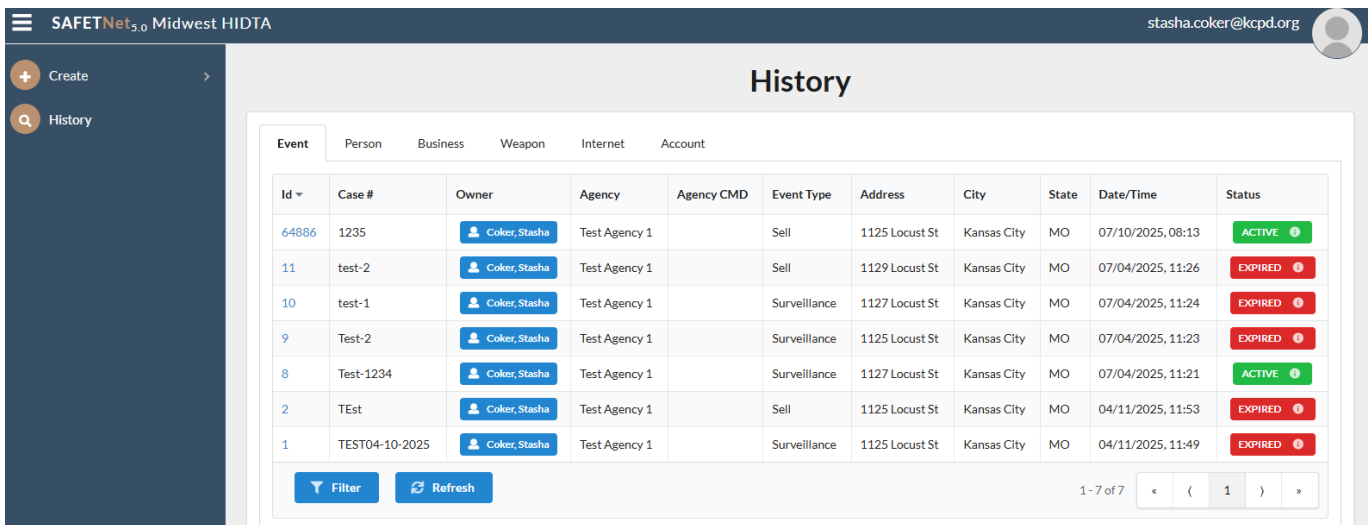 SAFETNet5.0 Midwest HIDTA stasha.coker@kcpd.org
Create
History
History
Event Person Business Weapon Internet Account
Id Case # Owner Agency Agency CMD Event Type Address City State Date/Time Status
64886 1235 Coker, Stasha Test Agency 1 Sell 1125 Locust St Kansas City MO 07/10/2025, 08:13 ACTIVE
11 test-2 Coker, Stasha Test Agency 1 Sell 1129 Locust St Kansas City MO 07/04/2025, 11:26 EXPIRED
10 test-1 Coker, Stasha Test Agency 1 Surveillance 1127 Locust St Kansas City MO 07/04/2025, 11:24 EXPIRED
9 Test-2 Coker, Stasha Test Agency 1 Surveillance 1125 Locust St Kansas City MO 07/04/2025, 11:23 EXPIRED
8 Test-1234 Coker, Stasha Test Agency 1 Surveillance 1127 Locust St Kansas City MO 07/04/2025, 11:21 ACTIVE
2 TEst Coker, Stasha Test Agency 1 Sell 1125 Locust St Kansas City MO 04/11/2025, 11:53 EXPIRED
1 TEST04-10-2025 Coker, Stasha Test Agency 1 Surveillance 1125 Locust St Kansas City MO 04/11/2025, 11:49 EXPIRED
Filter Refresh 1 - 7 of 7 « ⟨ 1 ⟩ »